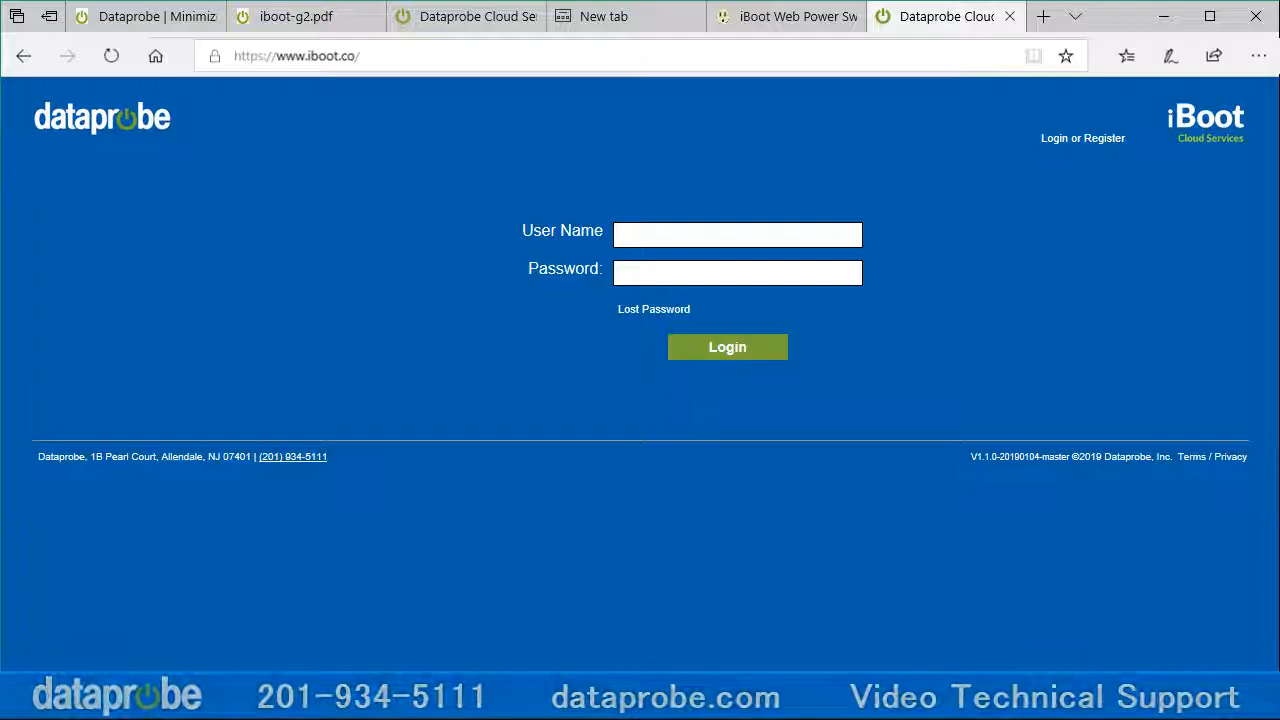 Dataprobe | Minimiz
iboot-g2.pdf
Dataprobe Cloud Se
New tab
iBoot Web Power Sw
Dataprobe Clouc
https://www.iboot.co/
dataprobe
iBoot
Cloud Services
Login or Register
User Name
Password:
Lost Password
Login
Dataprobe, 1B Pearl Court, Allendale, NJ 07401 | (201) 934-5111
V1.1.0-20190104-master ©2019 Dataprobe, Inc. Terms / Privacy
dataprobe 201-934-5111 dataprobe.com Video Technical Support